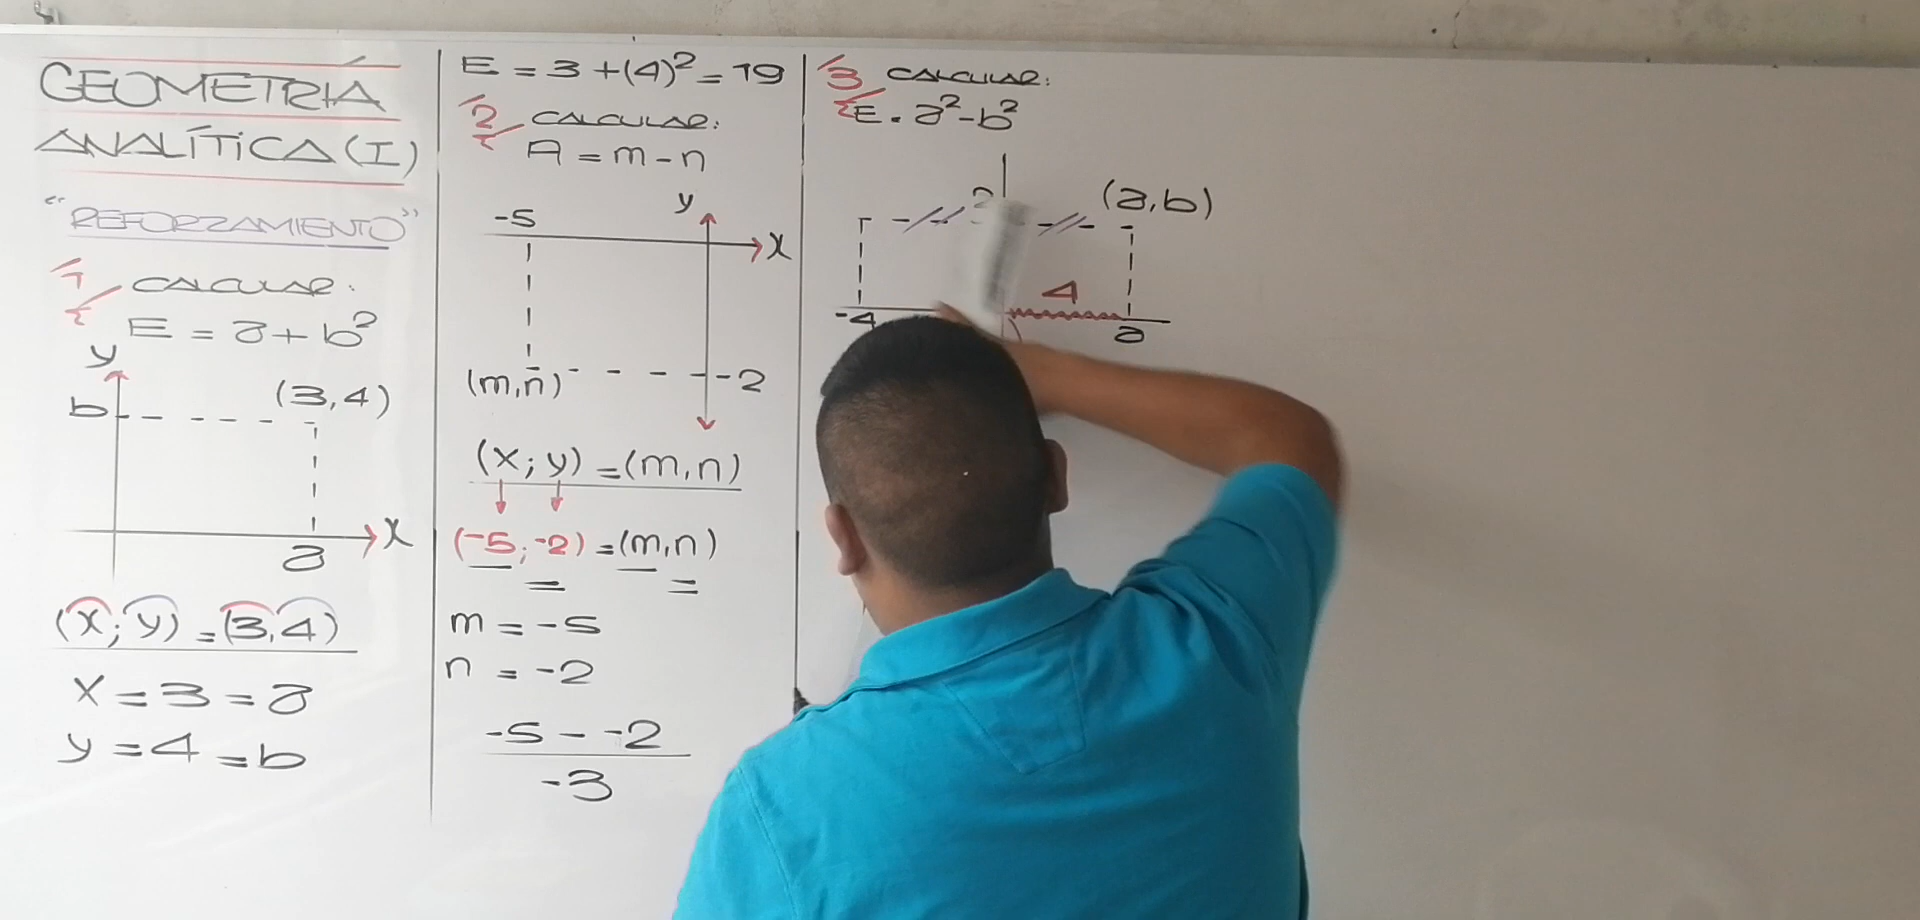 GEOMETRÍA
ANALÍTICA (I)
"REFORZAMIENTO"
1 CALCULAR:
E = a + b²
y
b
(3,4)
x
a
(x; y) = (3,4)
x = 3 = a
y = 4 = b
E = 3 + (4)² = 19
2 CALCULAR:
A = m - n
-5
y
x
(m,n)
-2
(x; y) = (m,n)
(-5; -2) = (m,n)
m = -5
n = -2
-5 - -2
-3
3 CALCULAR:
E = a² - b²
2
(a,b)
4
-4
a